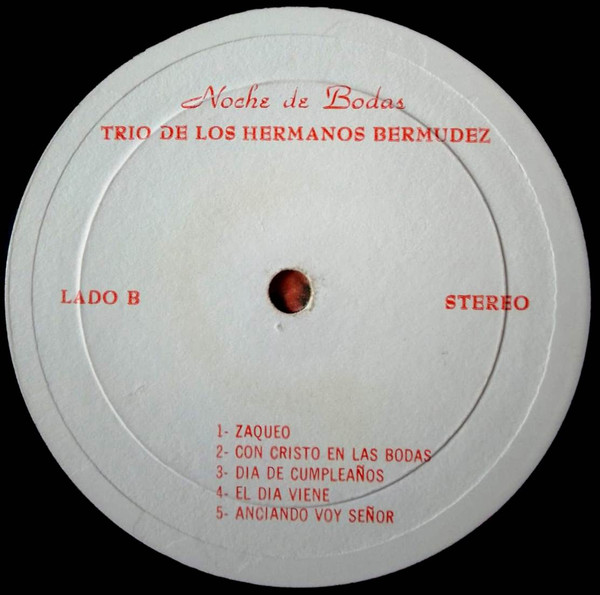 Noche de Bodas
TRIO DE LOS HERMANOS BERMUDEZ
LADO B
STEREO
1- ZAQUEO
2- CON CRISTO EN LAS BODAS
3- DIA DE CUMPLEAÑOS
4- EL DIA VIENE
5- ANCIANDO VOY SEÑOR